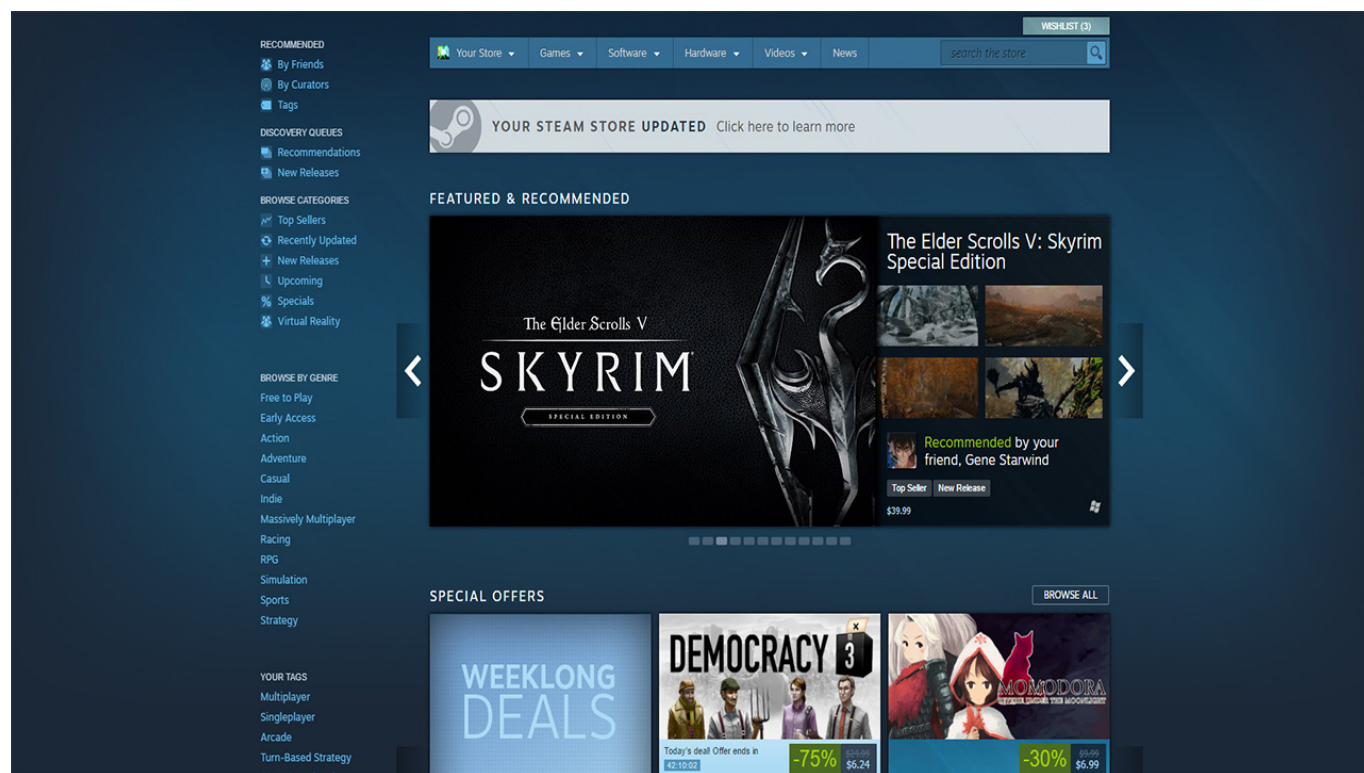 WISHLIST (3)
Your Store
Games
Software
Hardware
Videos
News
search the store
RECOMMENDED
By Friends
By Curators
Tags
DISCOVERY QUEUES
Recommendations
New Releases
BROWSE CATEGORIES
Top Sellers
Recently Updated
New Releases
Upcoming
Specials
Virtual Reality
BROWSE BY GENRE
Free to Play
Early Access
Action
Adventure
Casual
Indie
Massively Multiplayer
Racing
RPG
Simulation
Sports
Strategy
YOUR TAGS
Multiplayer
Singleplayer
Arcade
Turn-Based Strategy
YOUR STEAM STORE UPDATED Click here to learn more
FEATURED & RECOMMENDED
The Elder Scrolls V
SKYRIM
SPECIAL EDITION
The Elder Scrolls V: Skyrim
Special Edition
Recommended by your
friend, Gene Starwind
Top Seller
New Release
$39.99
SPECIAL OFFERS
BROWSE ALL
WEEKLONG
DEALS
DEMOCRACY 3
Today's deal! Offer ends in
42:10:02
-75%
$24.99
$6.24
MOMODORA
REVERIE UNDER THE MOONLIGHT
-30%
$9.99
$6.99